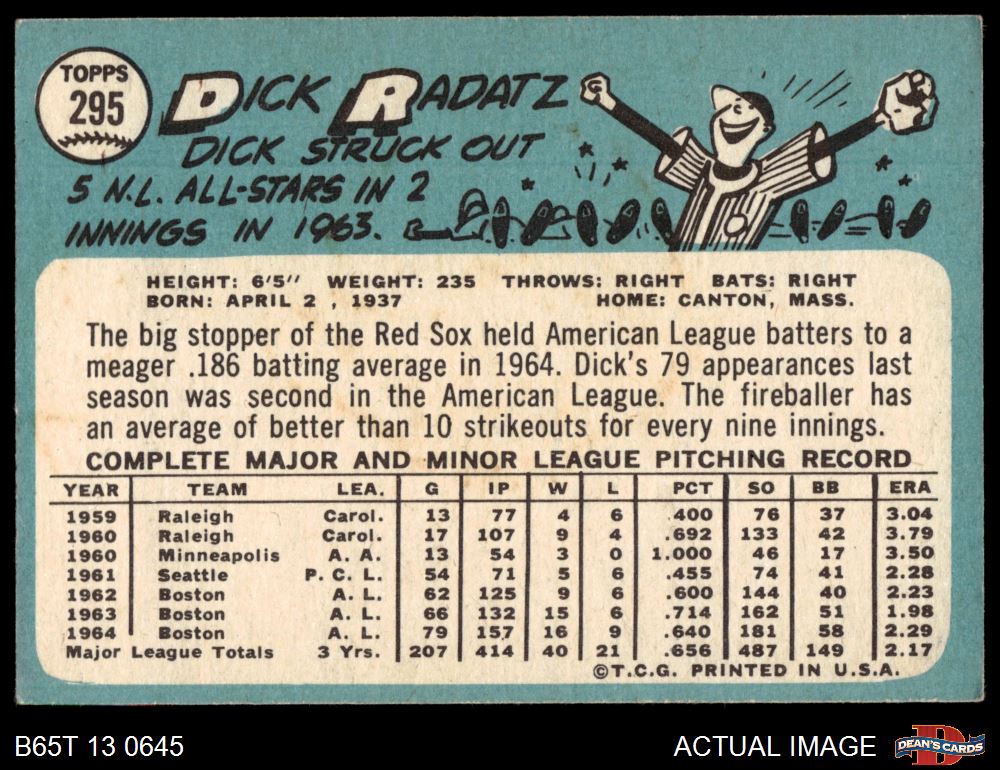 TOPPS
295
DICK RADATZ
DICK STRUCK OUT
5 N.L. ALL-STARS IN 2
INNINGS IN 1963.
HEIGHT: 6'5" WEIGHT: 235 THROWS: RIGHT BATS: RIGHT
BORN: APRIL 2 , 1937 HOME: CANTON, MASS.
The big stopper of the Red Sox held American League batters to a
meager .186 batting average in 1964. Dick's 79 appearances last
season was second in the American League. The fireballer has
an average of better than 10 strikeouts for every nine innings.
COMPLETE MAJOR AND MINOR LEAGUE PITCHING RECORD
YEAR TEAM LEA. G IP W L PCT SO BB ERA
1959 Raleigh Carol. 13 77 4 6 .400 76 37 3.04
1960 Raleigh Carol. 17 107 9 4 .692 133 42 3.79
1960 Minneapolis A. A. 13 54 3 0 1.000 46 17 3.50
1961 Seattle P. C. L. 54 71 5 6 .455 74 41 2.28
1962 Boston A. L. 62 125 9 6 .600 144 40 2.23
1963 Boston A. L. 66 132 15 6 .714 162 51 1.98
1964 Boston A. L. 79 157 16 9 .640 181 58 2.29
Major League Totals 3 Yrs. 207 414 40 21 .656 487 149 2.17
©T.C.G. PRINTED IN U.S.A.
B65T 13 0645 ACTUAL IMAGE
DEAN'S CARDS